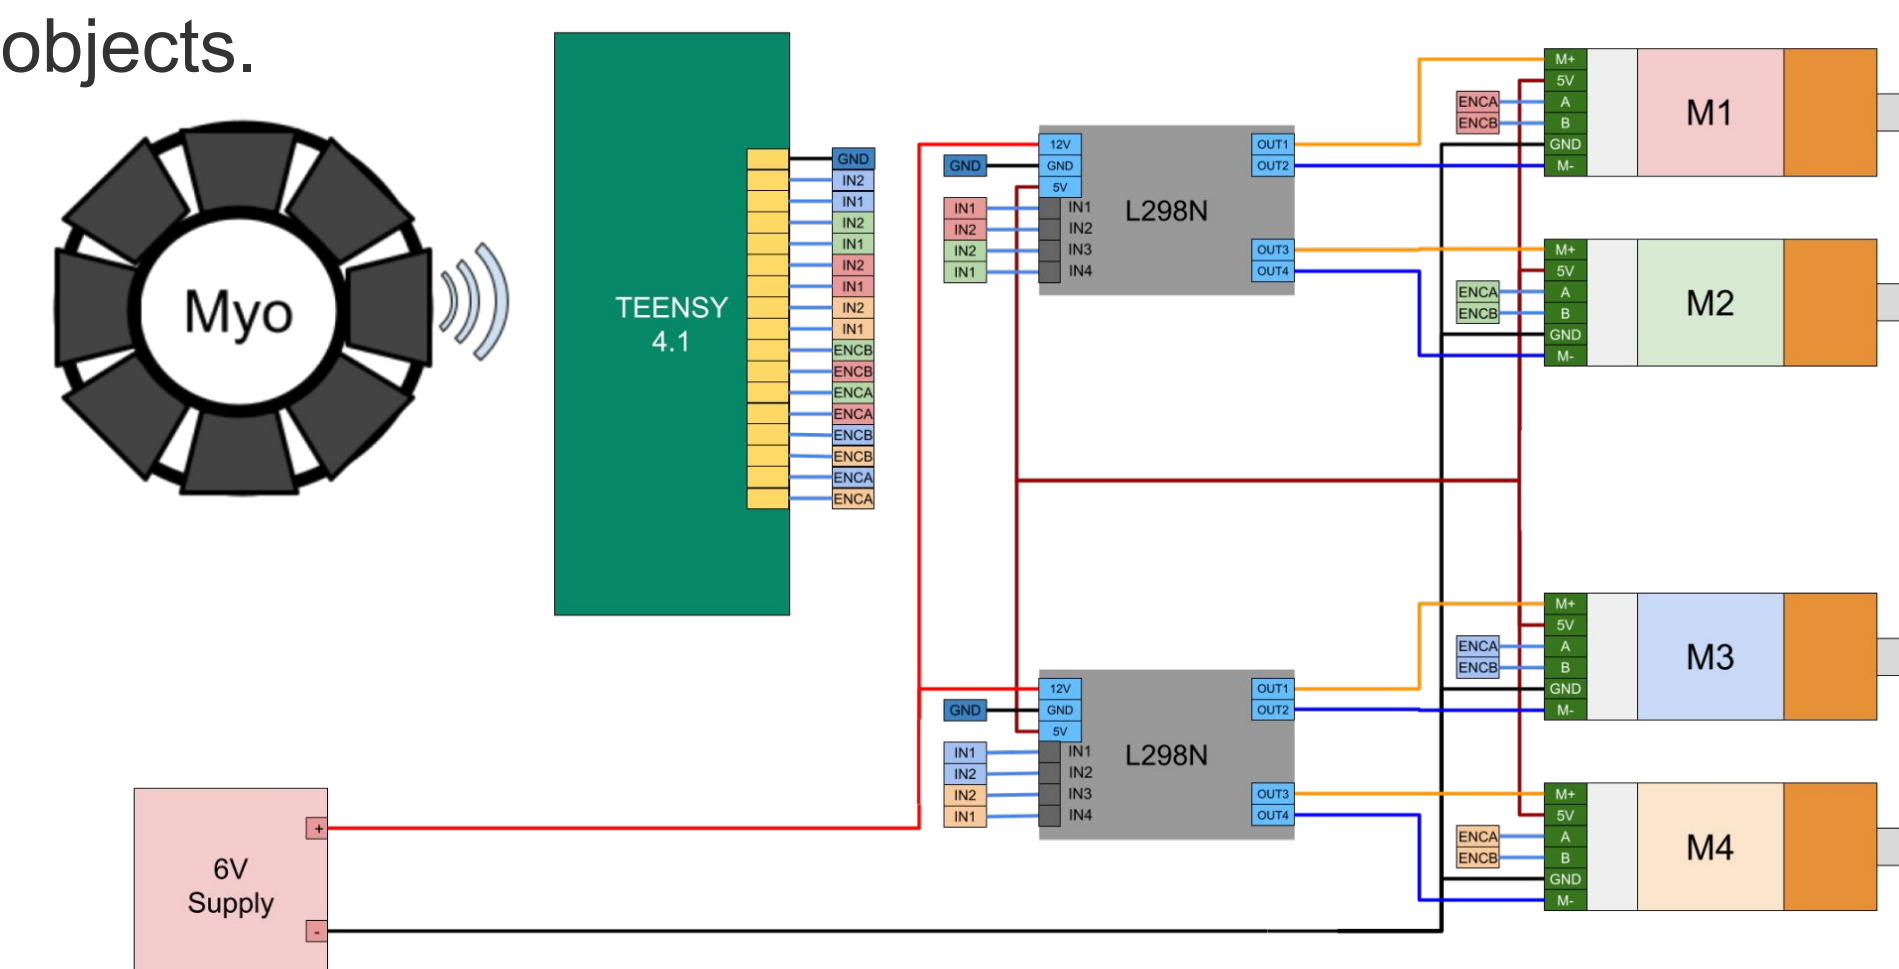 objects.
Myo
TEENSY
4.1
GND
IN2
IN1
IN2
IN1
IN2
IN1
IN2
IN1
ENCB
ENCB
ENCA
ENCA
ENCB
ENCB
ENCA
ENCA
6V
Supply
+
-
GND
IN1
IN2
IN2
IN1
12V
GND
5V
IN1
IN2
IN3
IN4
L298N
OUT1
OUT2
OUT3
OUT4
GND
IN1
IN2
IN2
IN1
12V
GND
5V
IN1
IN2
IN3
IN4
L298N
OUT1
OUT2
OUT3
OUT4
ENCA
ENCB
M+
5V
A
B
GND
M-
M1
ENCA
ENCB
M+
5V
A
B
GND
M-
M2
ENCA
ENCB
M+
5V
A
B
GND
M-
M3
ENCA
ENCB
M+
5V
A
B
GND
M-
M4